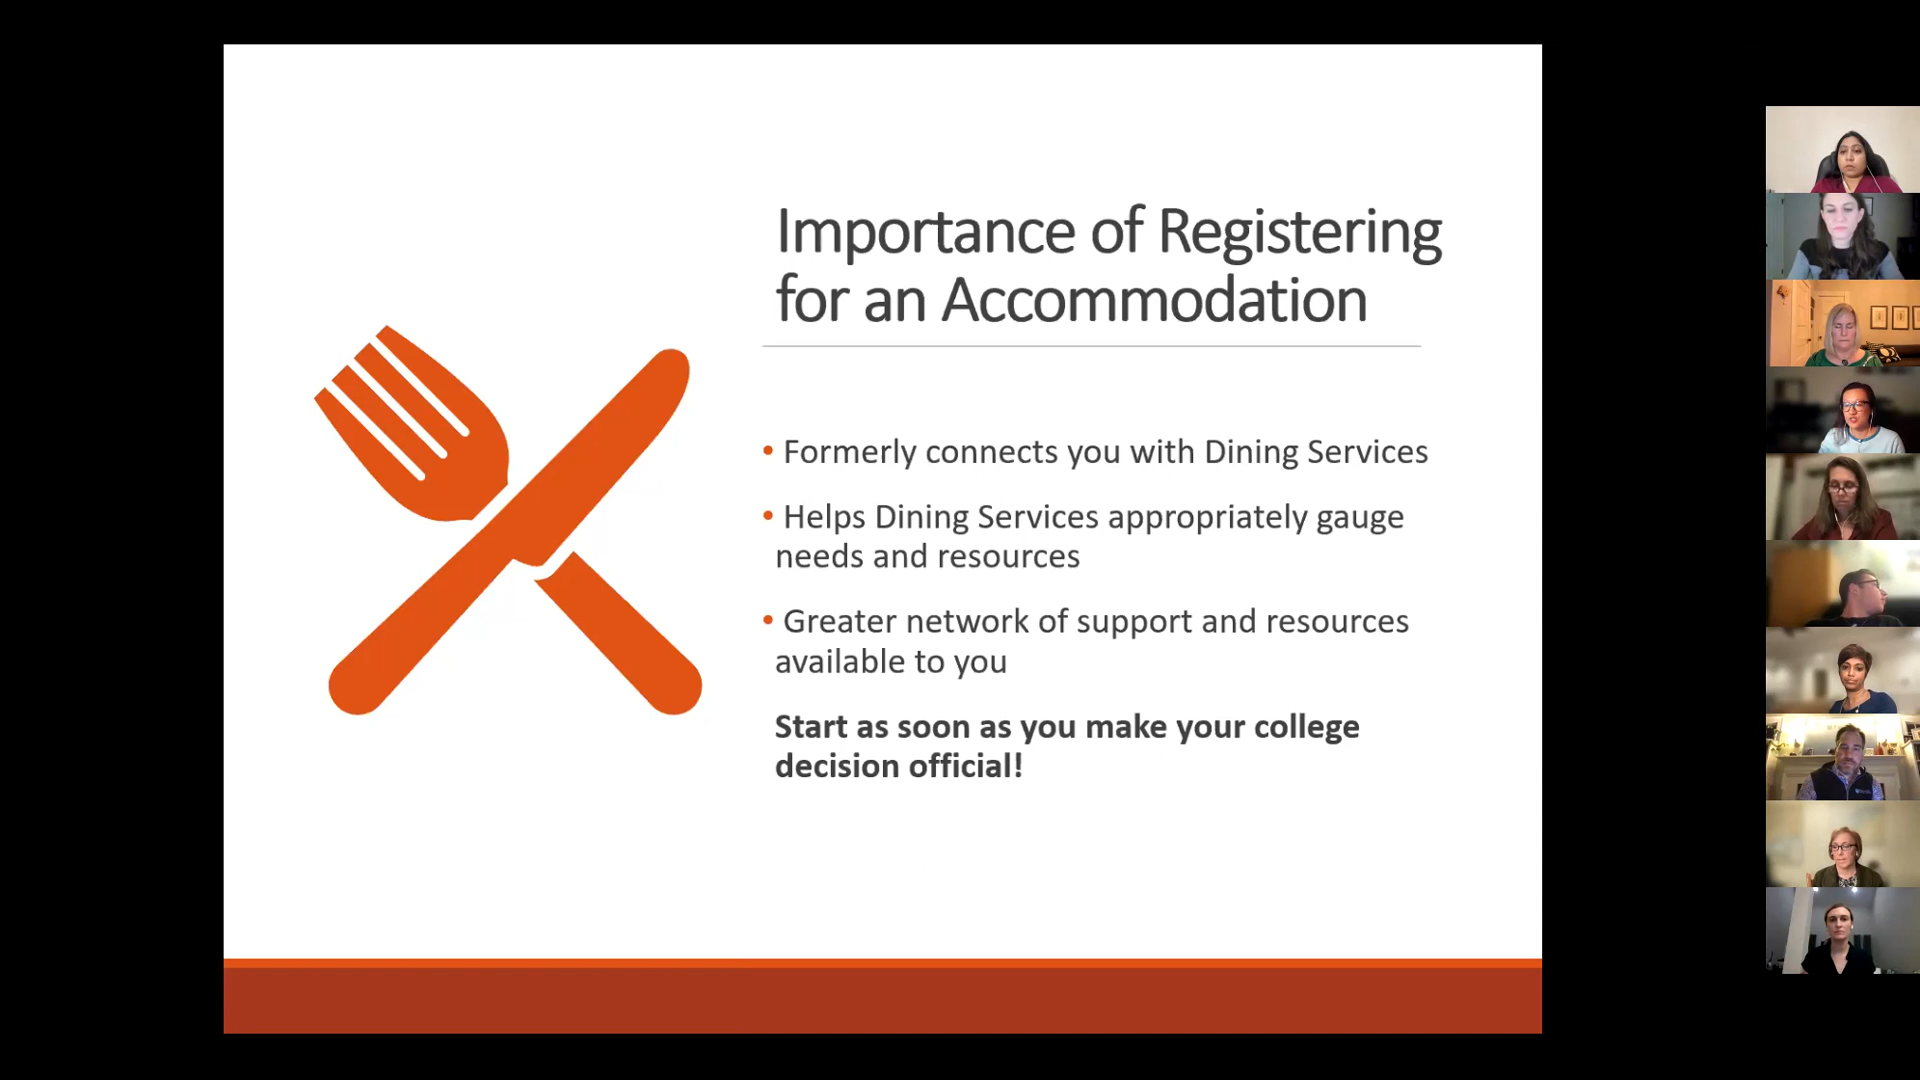 Importance of Registering
for an Accommodation
• Formerly connects you with Dining Services
• Helps Dining Services appropriately gauge
needs and resources
• Greater network of support and resources
available to you
Start as soon as you make your college
decision official!